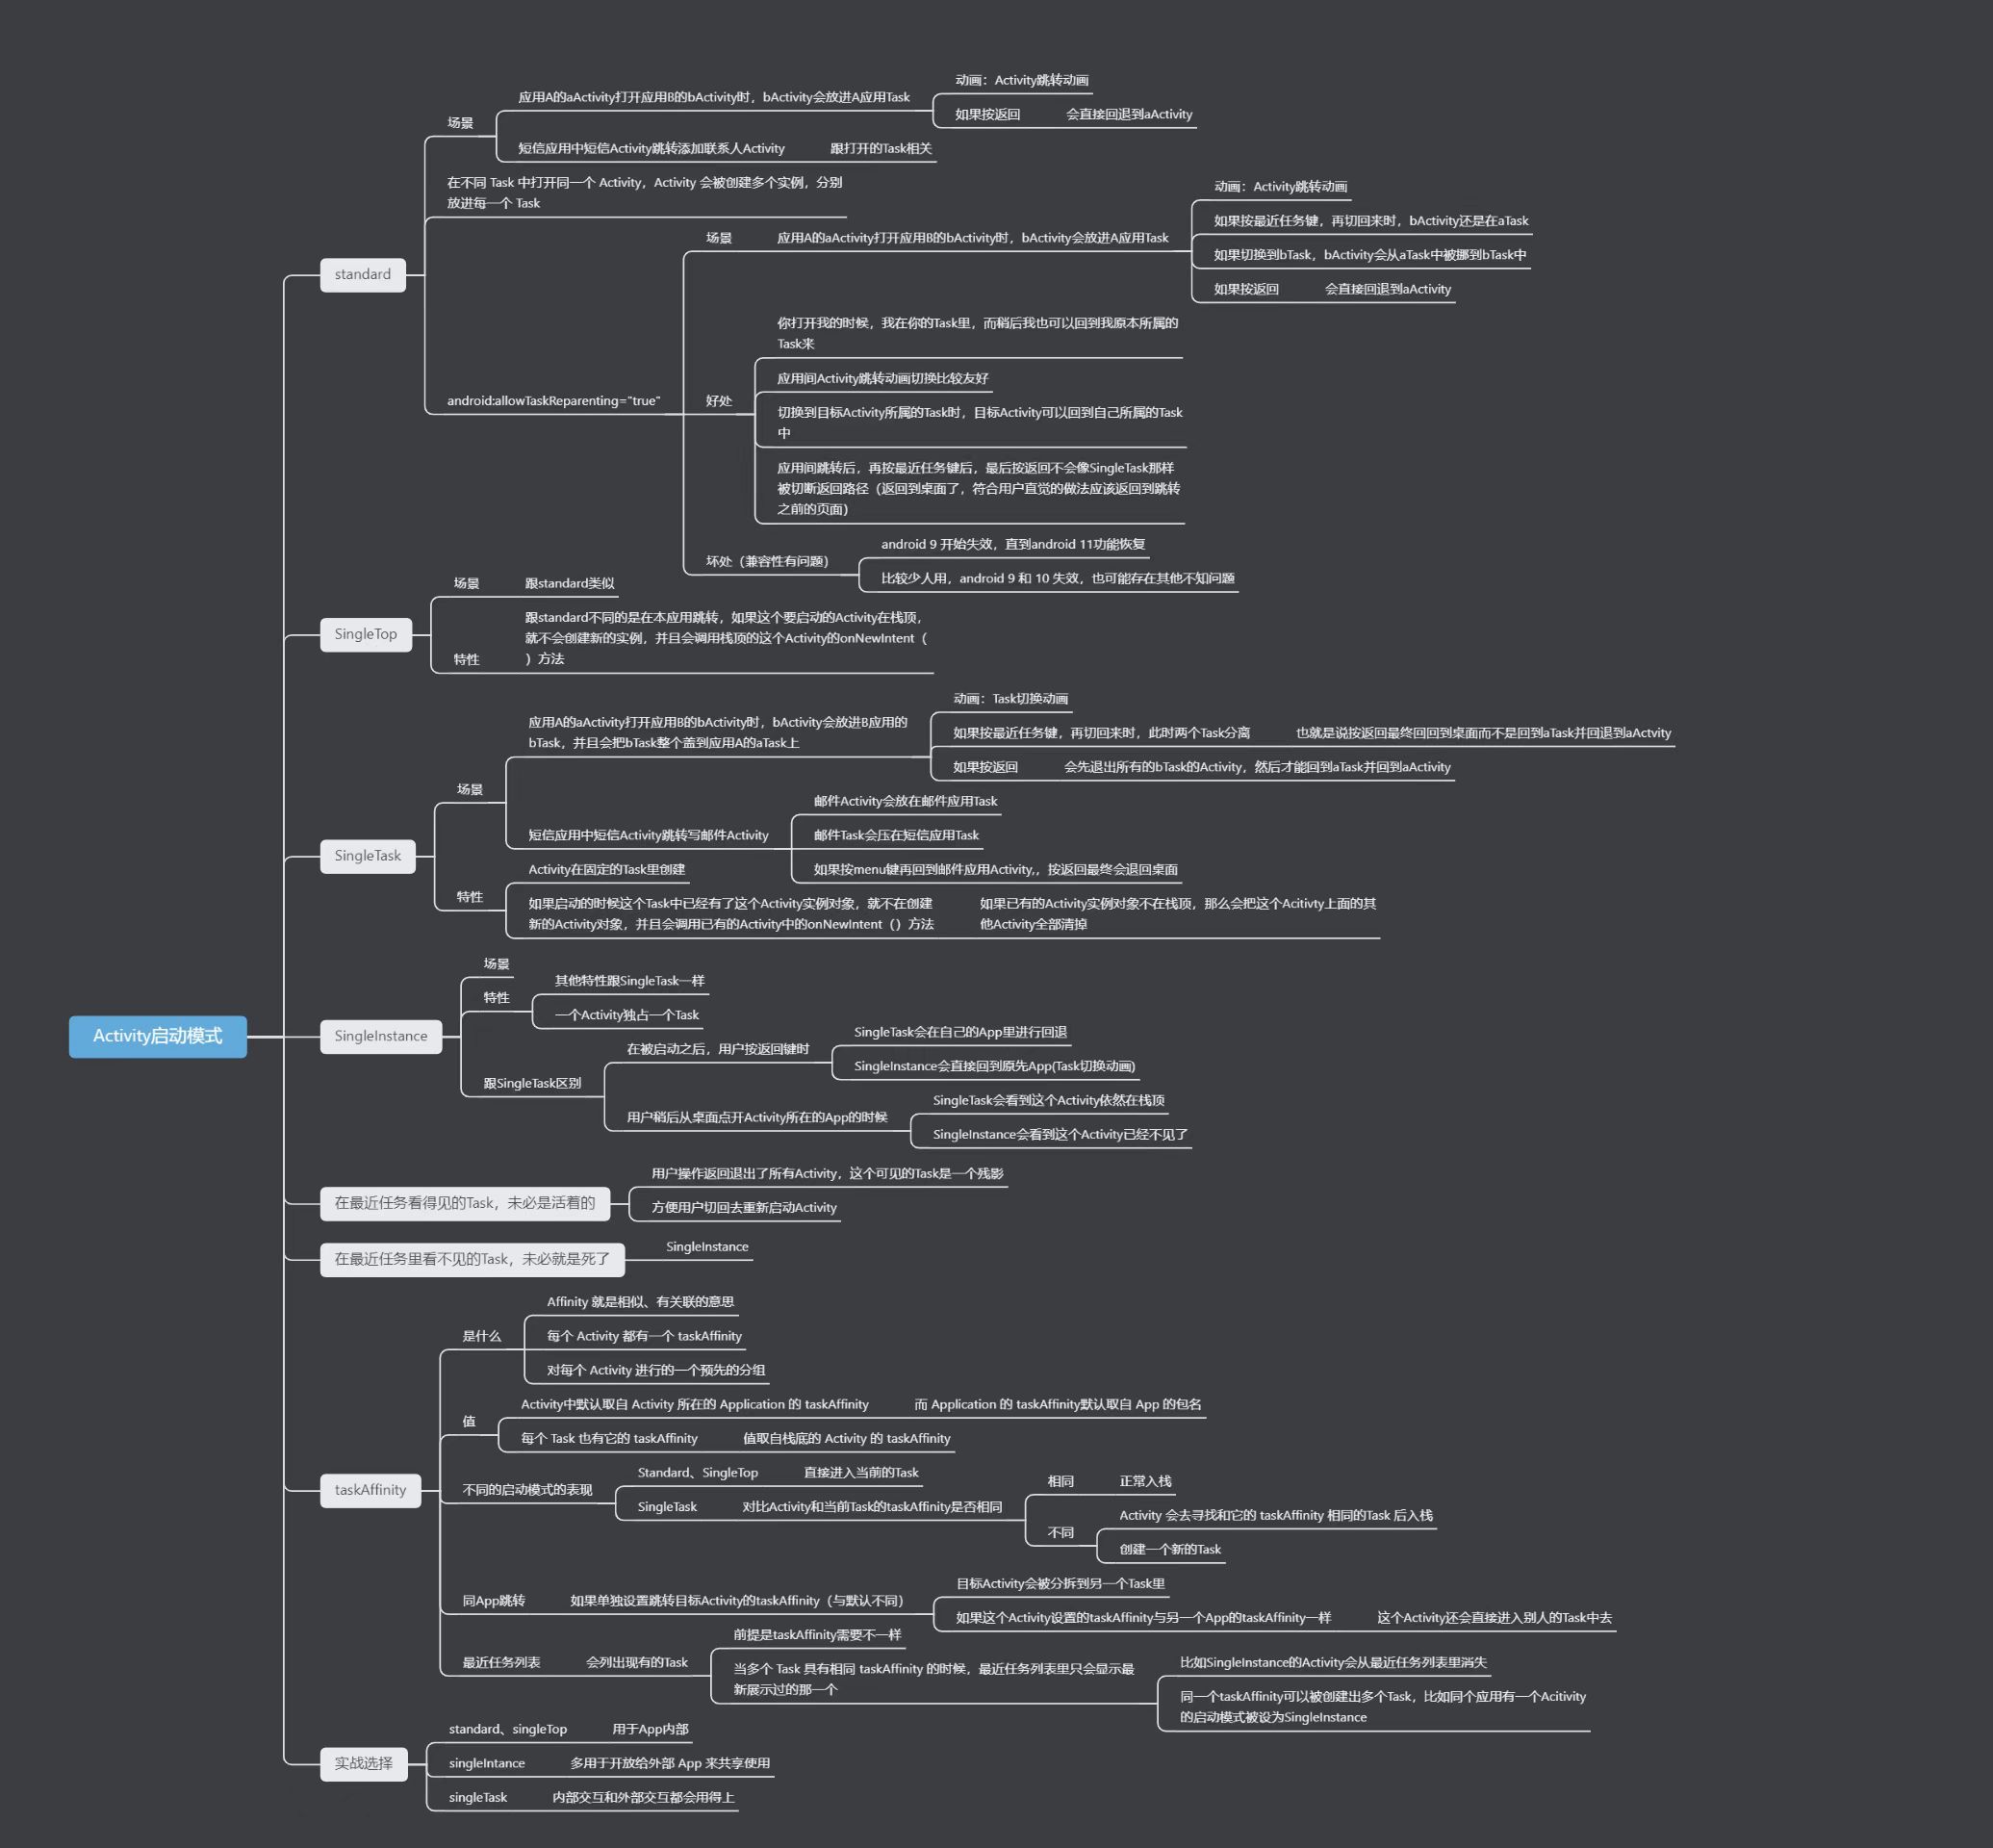 Activity启动模式
standard
场景
应用A的aActivity打开应用B的bActivity时，bActivity会放进A应用Task
动画：Activity跳转动画
如果按返回
会直接回退到aActivity
短信应用中短信Activity跳转添加联系人Activity
跟打开的Task相关
在不同 Task 中打开同一个 Activity，Activity 会被创建多个实例，分别
放进每一个 Task
android:allowTaskReparenting="true"
场景
应用A的aActivity打开应用B的bActivity时，bActivity会放进A应用Task
动画：Activity跳转动画
如果按最近任务键，再切回来时，bActivity还是在aTask
如果切换到bTask，bActivity会从aTask中被挪到bTask中
如果按返回
会直接回退到aActivity
好处
你打开我的时候，我在你的Task里，而稍后我也可以回到我原本所属的
Task来
应用间Activity跳转动画切换比较友好
切换到目标Activity所属的Task时，目标Activity可以回到自己所属的Task
中
应用间跳转后，再按最近任务键后，最后按返回不会像SingleTask那样
被切断返回路径（返回到桌面了，符合用户直觉的做法应该返回到跳转
之前的页面）
坏处（兼容性有问题）
android 9 开始失效，直到android 11功能恢复
比较少人用，android 9 和 10 失效，也可能存在其他不知问题
SingleTop
场景
跟standard类似
特性
跟standard不同的是在本应用跳转，如果这个要启动的Activity在栈顶，
就不会创建新的实例，并且会调用栈顶的这个Activity的onNewIntent（
）方法
SingleTask
场景
应用A的aActivity打开应用B的bActivity时，bActivity会放进B应用的
bTask，并且会把bTask整个盖到应用A的aTask上
动画：Task切换动画
如果按最近任务键，再切回来时，此时两个Task分离
也就是说按返回最终回回到桌面而不是回到aTask并回退到aActvity
如果按返回
会先退出所有的bTask的Activity，然后才能回到aTask并回到aActivity
短信应用中短信Activity跳转写邮件Activity
邮件Activity会放在邮件应用Task
邮件Task会压在短信应用Task
如果按menu键再回到邮件应用Activity,，按返回最终会退回桌面
特性
Activity在固定的Task里创建
如果启动的时候这个Task中已经有了这个Activity实例对象，就不在创建
新的Activity对象，并且会调用已有的Activity中的onNewIntent（）方法
如果已有的Activity实例对象不在栈顶，那么会把这个Acitivty上面的其
他Activity全部清掉
SingleInstance
场景
特性
其他特性跟SingleTask一样
一个Activity独占一个Task
跟SingleTask区别
在被启动之后，用户按返回键时
SingleTask会在自己的App里进行回退
SingleInstance会直接回到原先App(Task切换动画)
用户稍后从桌面点开Activity所在的App的时候
SingleTask会看到这个Activity依然在栈顶
SingleInstance会看到这个Activity已经不见了
在最近任务看得见的Task，未必是活着的
用户操作返回退出了所有Activity，这个可见的Task是一个残影
方便用户切回去重新启动Activity
在最近任务里看不见的Task，未必就是死了
SingleInstance
taskAffinity
是什么
Affinity 就是相似、有关联的意思
每个 Activity 都有一个 taskAffinity
对每个 Activity 进行的一个预先的分组
值
Activity中默认取自 Activity 所在的 Application 的 taskAffinity
而 Application 的 taskAffinity默认取自 App 的包名
每个 Task 也有它的 taskAffinity
值取自栈底的 Activity 的 taskAffinity
不同的启动模式的表现
Standard、SingleTop
直接进入当前的Task
SingleTask
对比Activity和当前Task的taskAffinity是否相同
相同
正常入栈
不同
Activity 会去寻找和它的 taskAffinity 相同的Task 后入栈
创建一个新的Task
同App跳转
如果单独设置跳转目标Activity的taskAffinity（与默认不同）
目标Activity会被分拆到另一个Task里
如果这个Activity设置的taskAffinity与另一个App的taskAffinity一样
这个Activity还会直接进入别人的Task中去
最近任务列表
会列出现有的Task
前提是taskAffinity需要不一样
当多个 Task 具有相同 taskAffinity 的时候，最近任务列表里只会显示最
新展示过的那一个
比如SingleInstance的Activity会从最近任务列表里消失
同一个taskAffinity可以被创建出多个Task，比如同个应用有一个Acitivity
的启动模式被设为SingleInstance
实战选择
standard、singleTop
用于App内部
singleIntance
多用于开放给外部 App 来共享使用
singleTask
内部交互和外部交互都会用得上